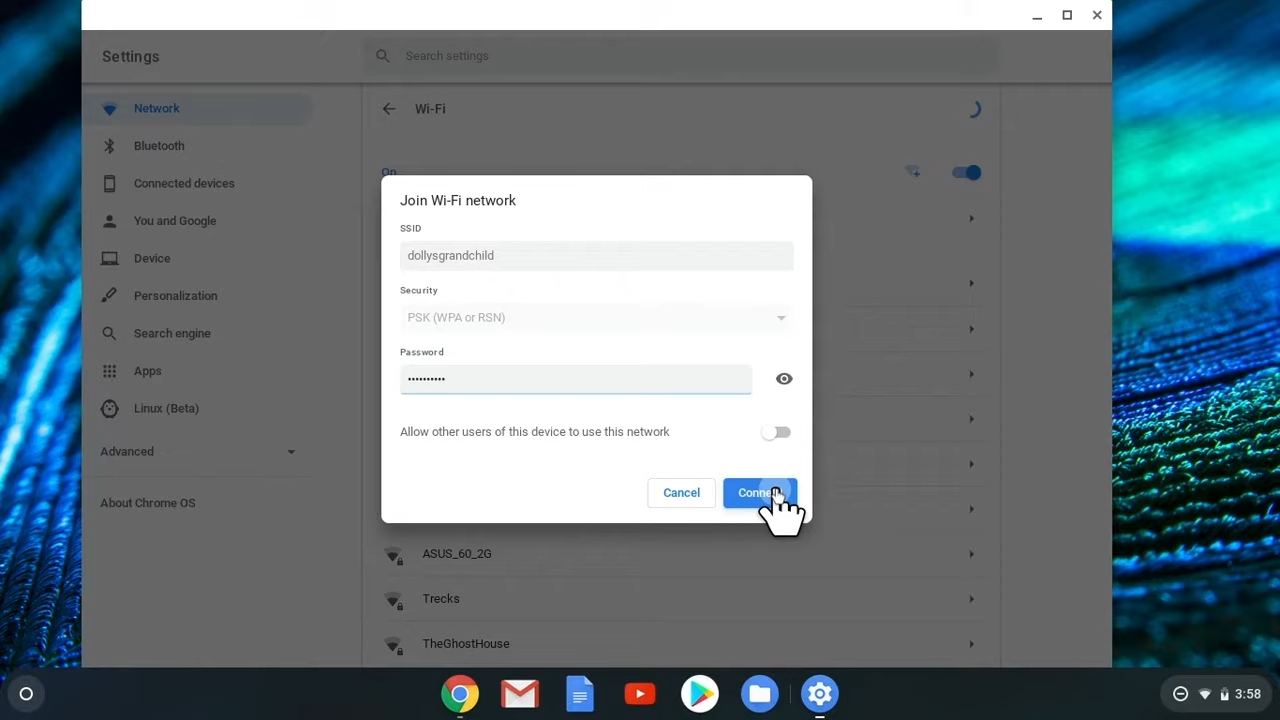 Settings
Search settings
Network
Bluetooth
Connected devices
You and Google
Device
Personalization
Search engine
Apps
Linux (Beta)
Advanced
About Chrome OS
Wi-Fi
On
Join Wi-Fi network
SSID
dollysgrandchild
Security
PSK (WPA or RSN)
Password
••••••••••
Allow other users of this device to use this network
Cancel
ASUS_60_2G
Trecks
TheGhostHouse
3:58